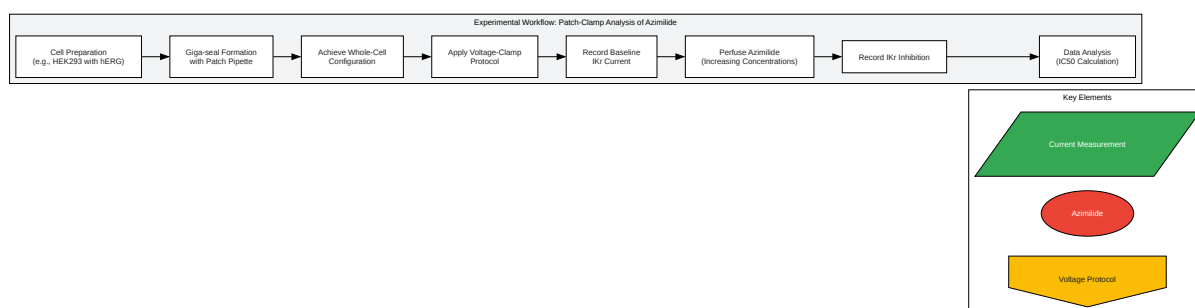 Experimental Workflow: Patch-Clamp Analysis of Azimilide
Cell Preparation
(e.g., HEK293 with hERG)
Giga-seal Formation
with Patch Pipette
Achieve Whole-Cell
Configuration
Apply Voltage-Clamp
Protocol
Record Baseline
IKr Current
Perfuse Azimilide
(Increasing Concentrations)
Record IKr Inhibition
Data Analysis
(IC50 Calculation)
Key Elements
Current Measurement
Azimilide
Voltage Protocol